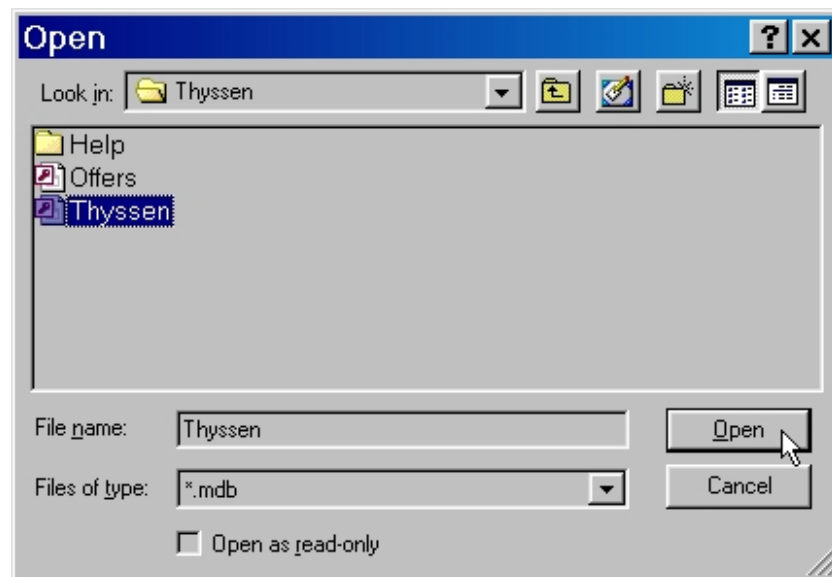 Open
Look in: Thyssen
Help
Offers
Thyssen
File name: Thyssen Open
Files of type: *.mdb Cancel
Open as read-only